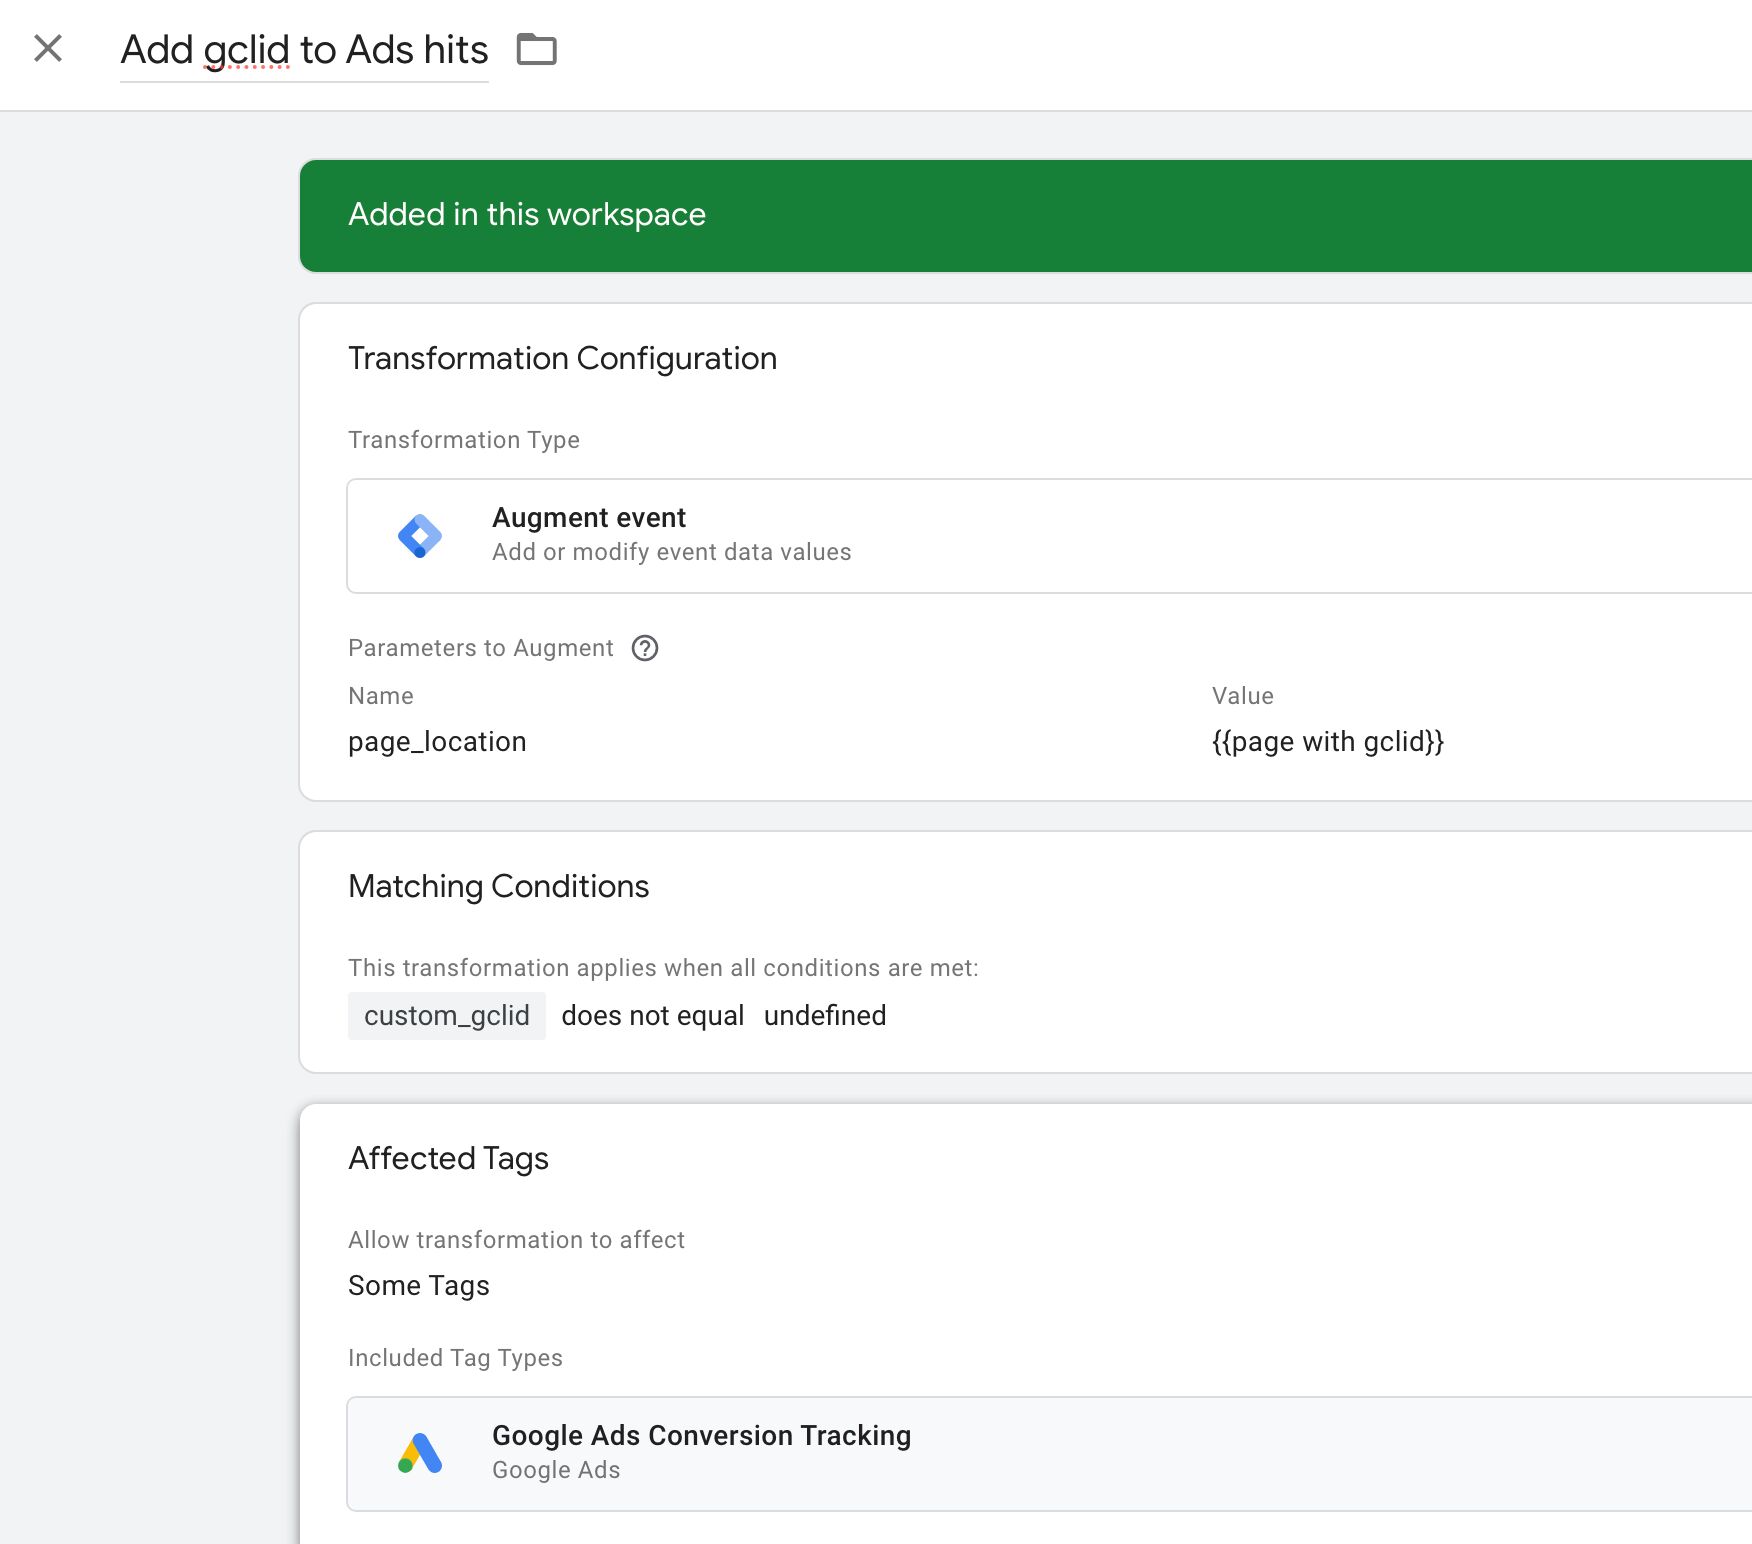 Add gclid to Ads hits
Added in this workspace
Transformation Configuration
Transformation Type
Augment event
Add or modify event data values
Parameters to Augment
Name Value
page_location {{page with gclid}}
Matching Conditions
This transformation applies when all conditions are met:
custom_gclid does not equal undefined
Affected Tags
Allow transformation to affect
Some Tags
Included Tag Types
Google Ads Conversion Tracking
Google Ads